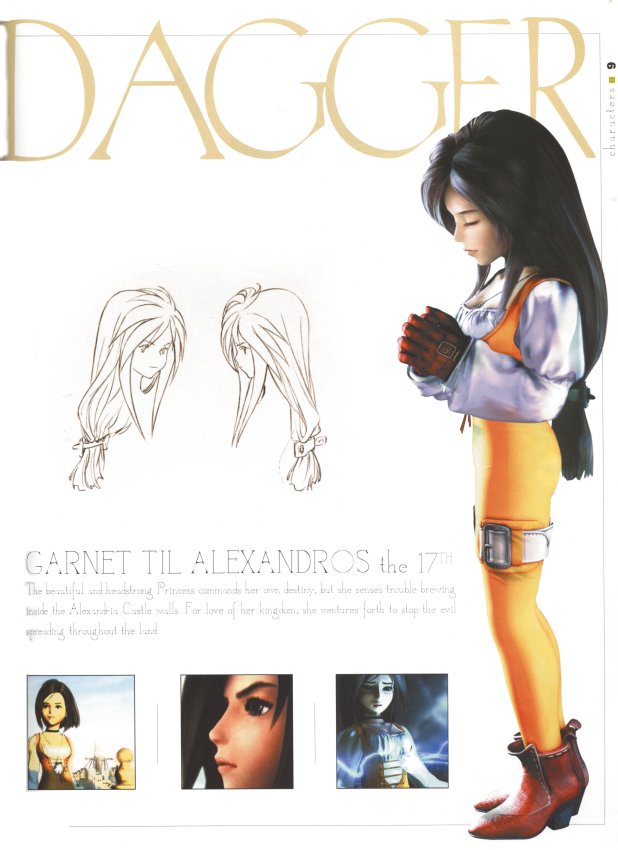 DAGGER
characters 9
GARNET TIL ALEXANDROS the 17TH
The beautiful and headstrong Princess commands her own destiny, but she senses trouble brewing
inside the Alexandria Castle walls. For love of her kingdom, she ventures forth to stop the evil
spreading throughout the land.